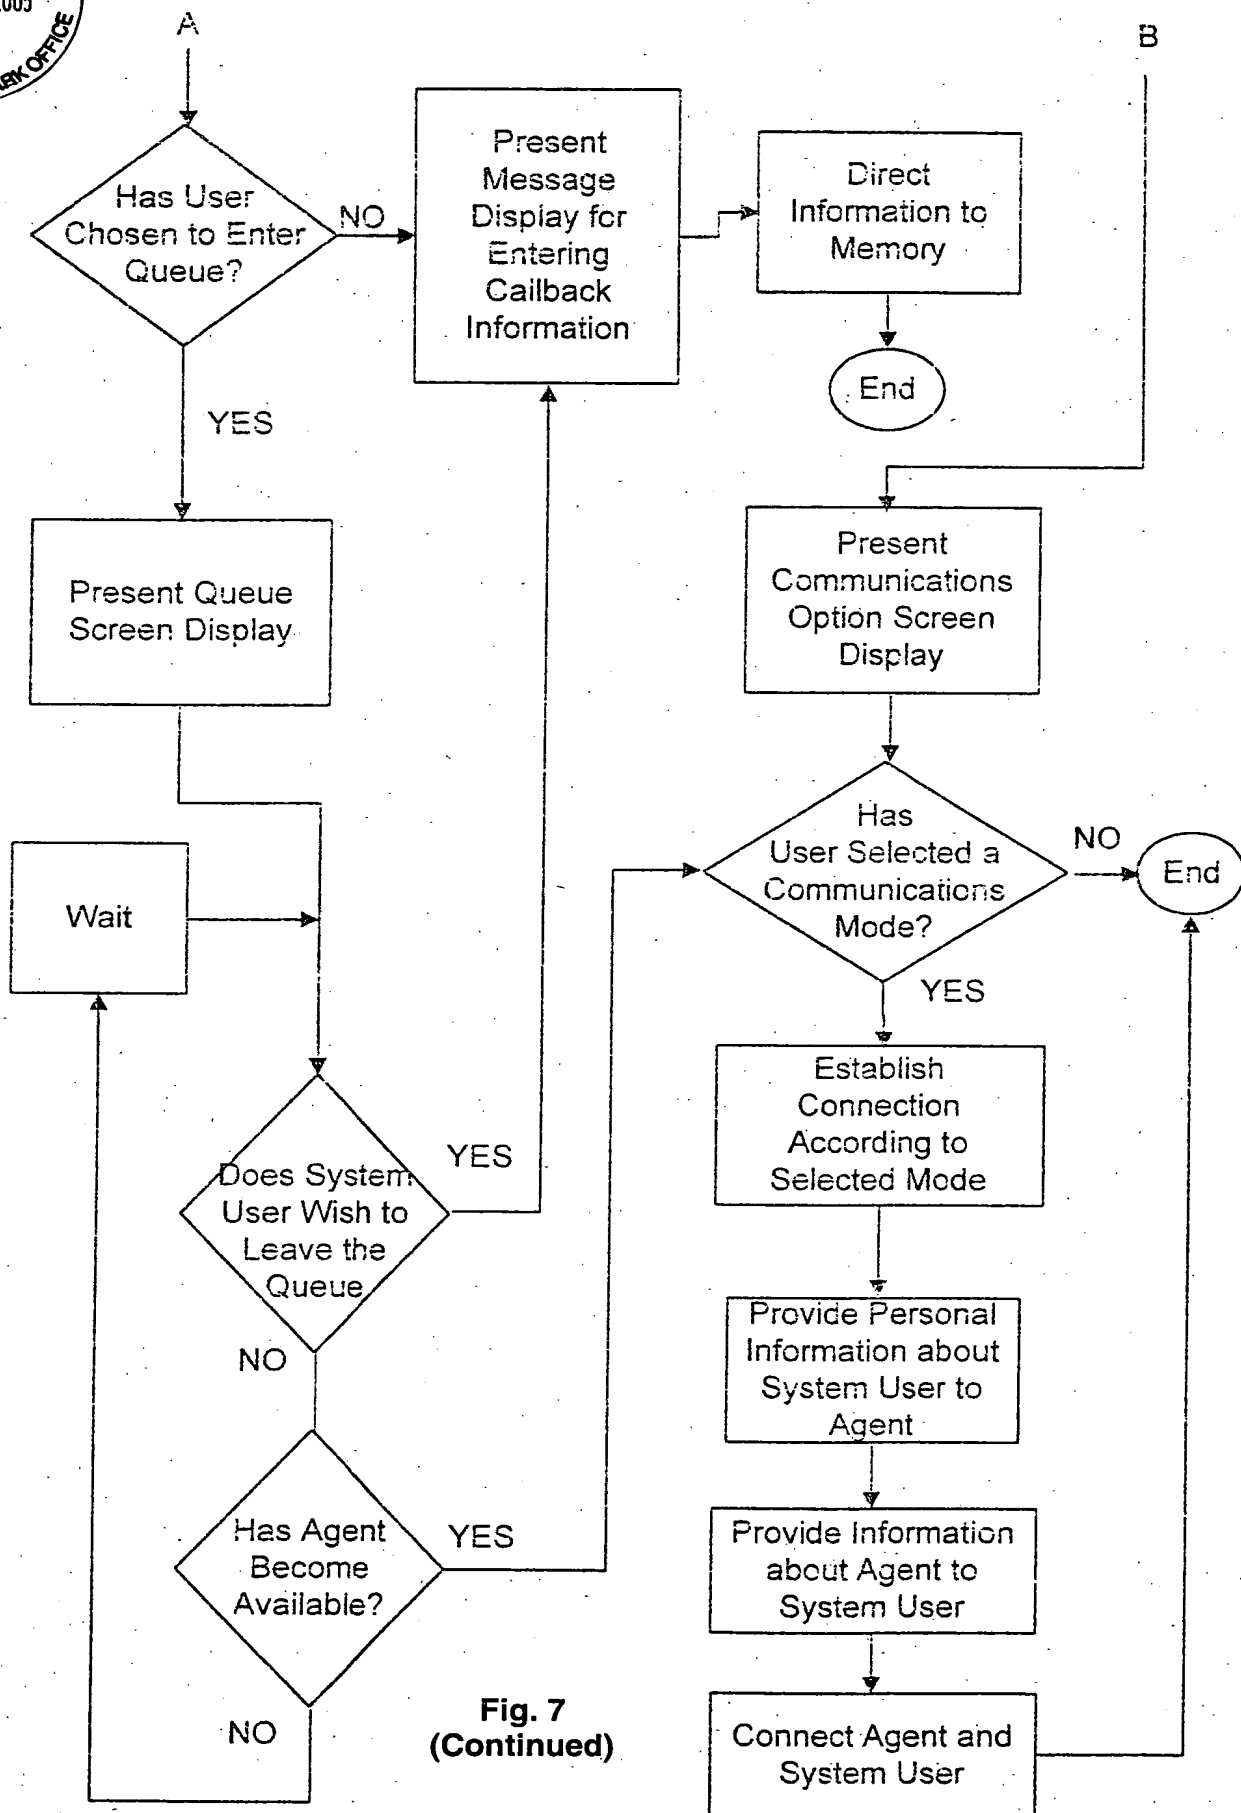 2005
ARK OFFICE
A
B
Has User
Chosen to Enter
Queue?
NO
YES
Present
Message
Display for
Entering
Callback
Information
Direct
Information to
Memory
End
Present Queue
Screen Display
Present
Communications
Option Screen
Display
Wait
Has
User Selected a
Communications
Mode?
NO
End
YES
Does System
User Wish to
Leave the
Queue
YES
NO
Establish
Connection
According to
Selected Mode
Provide Personal
Information about
System User to
Agent
Has Agent
Become
Available?
YES
NO
Provide Information
about Agent to
System User
Connect Agent and
System User
Fig. 7
(Continued)